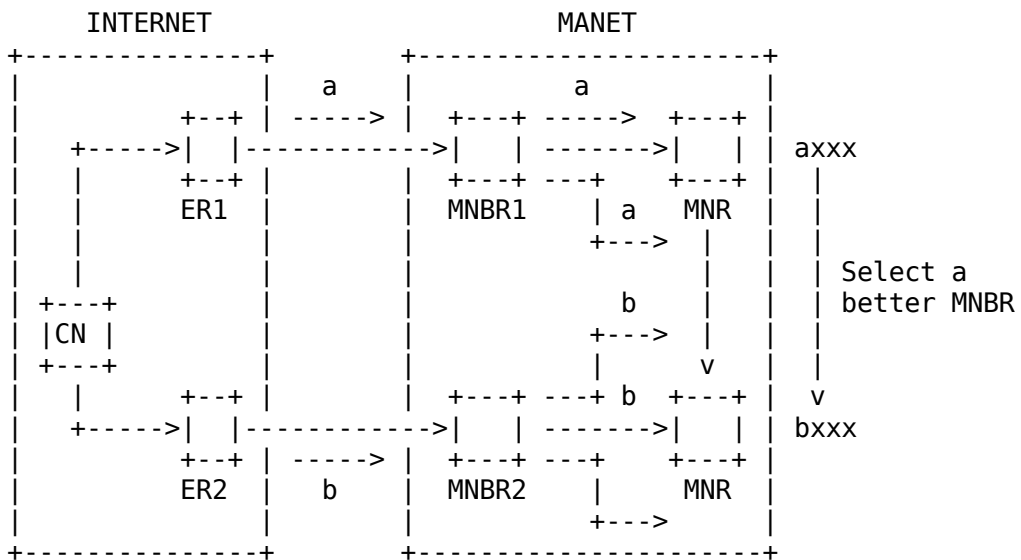 INTERNET MANET
a a
axxx
ER1 MNBR1 MNR
a
Select a
b better MNBR
CN
b
bxxx
ER2 b MNBR2 MNR